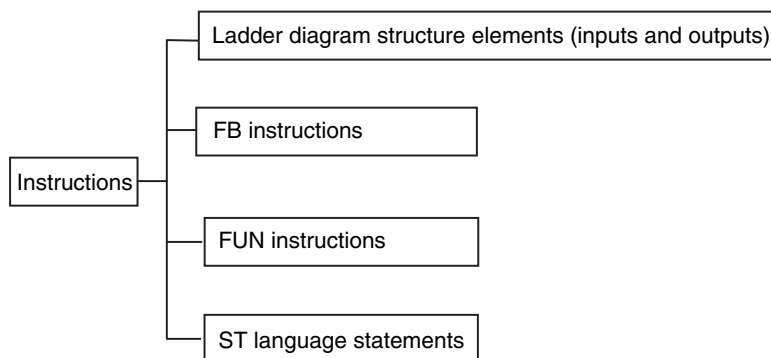 Ladder diagram structure elements (inputs and outputs)
FB instructions
Instructions
FUN instructions
ST language statements